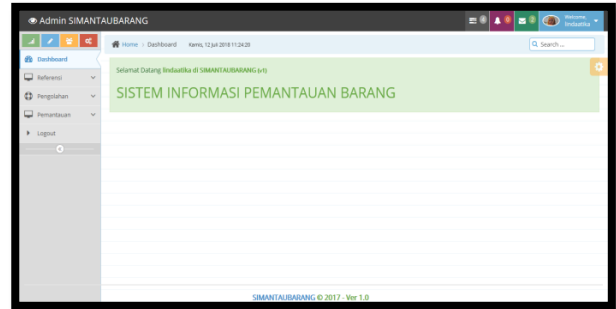 Admin SIMANTAUBARANG
Welcome
lindaatika
Home
Dashboard
Kamis, 12 Juli 2018 11:24:20
Search ...
Dashboard
Referensi
Pengolahan
Pemantauan
Logout
Selamat Datang lindaatika di SIMANTAUBARANG (v1)
SISTEM INFORMASI PEMANTAUAN BARANG
SIMANTAUBARANG © 2017 - Ver 1.0